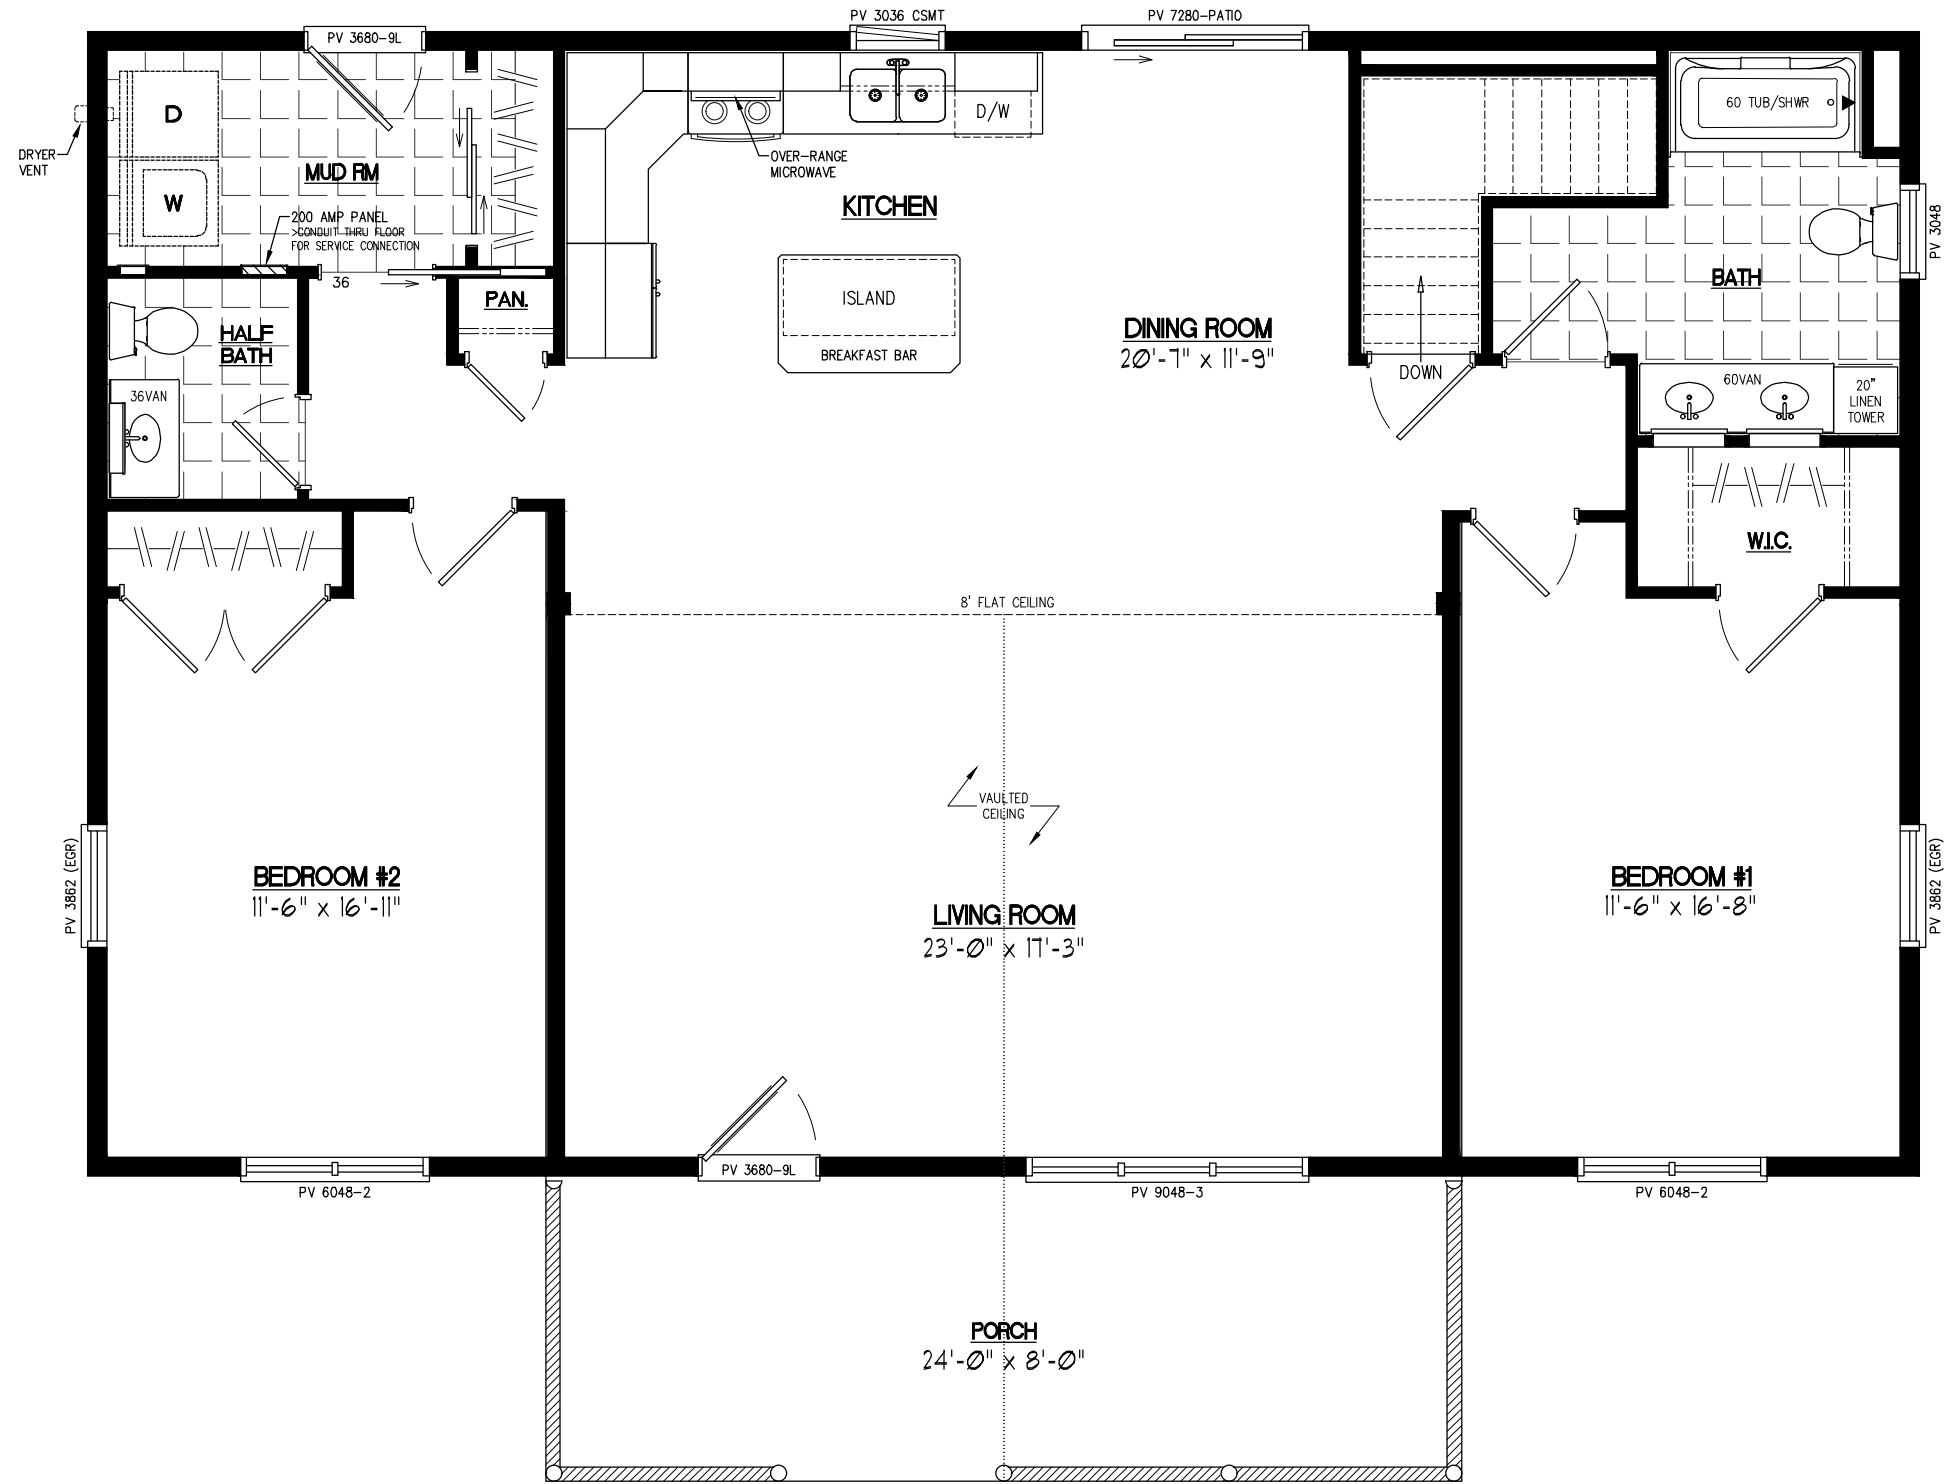 PV 3680-9L
PV 3036 CSMT
PV 7280-PATIO
D
W
MUD RM
DRYER
VENT
200 AMP PANEL
>CONDUIT THRU FLOOR
FOR SERVICE CONNECTION
36
PAN.
OVER-RANGE
MICROWAVE
D/W
KITCHEN
ISLAND
BREAKFAST BAR
DINING ROOM
20'-7" x 11'-9"
DOWN
60 TUB/SHWR
PV 3048
BATH
60VAN
20"
LINEN
TOWER
HALF
BATH
36VAN
W.I.C.
8' FLAT CEILING
VAULTED
CEILING
BEDROOM #2
11'-6" x 16'-11"
PV 3862 (EGR)
LIVING ROOM
23'-0" x 17'-3"
BEDROOM #1
11'-6" x 16'-8"
PV 3862 (EGR)
PV 6048-2
PV 3680-9L
PV 9048-3
PV 6048-2
PORCH
24'-0" x 8'-0"